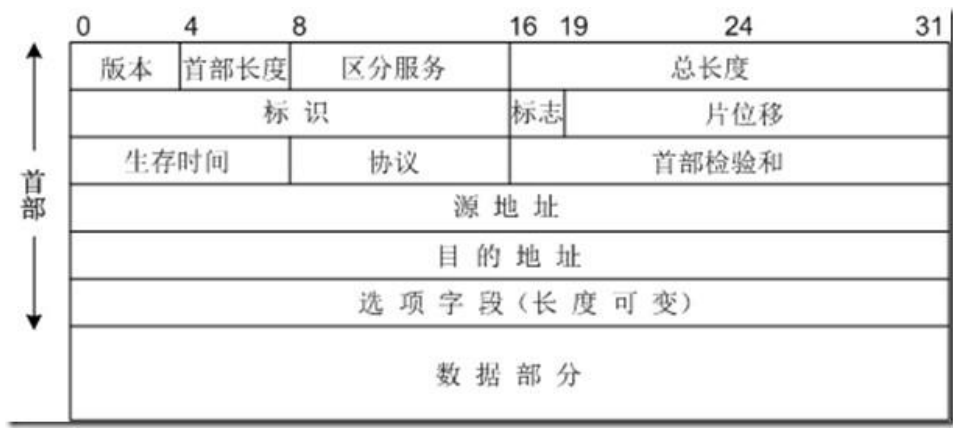 0 4 8 16 19 24 31
版本 首部长度 区分服务 总长度
标 识 标志 片位移
生存时间 协议 首部检验和
首部
源 地 址
目 的 地 址
选 项 字 段 (长 度 可 变)
数 据 部 分